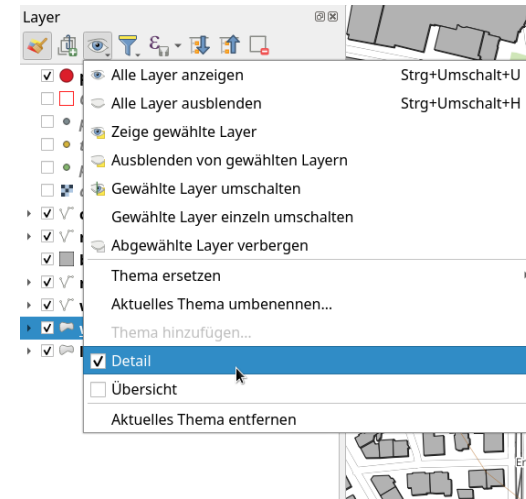 Layer
Alle Layer anzeigen Strg+Umschalt+U
Alle Layer ausblenden Strg+Umschalt+H
Zeige gewählte Layer
Ausblenden von gewählten Layern
Gewählte Layer umschalten
Gewählte Layer einzeln umschalten
Abgewählte Layer verbergen
Thema ersetzen
Aktuelles Thema umbenennen...
Thema hinzufügen...
Detail
Übersicht
Aktuelles Thema entfernen